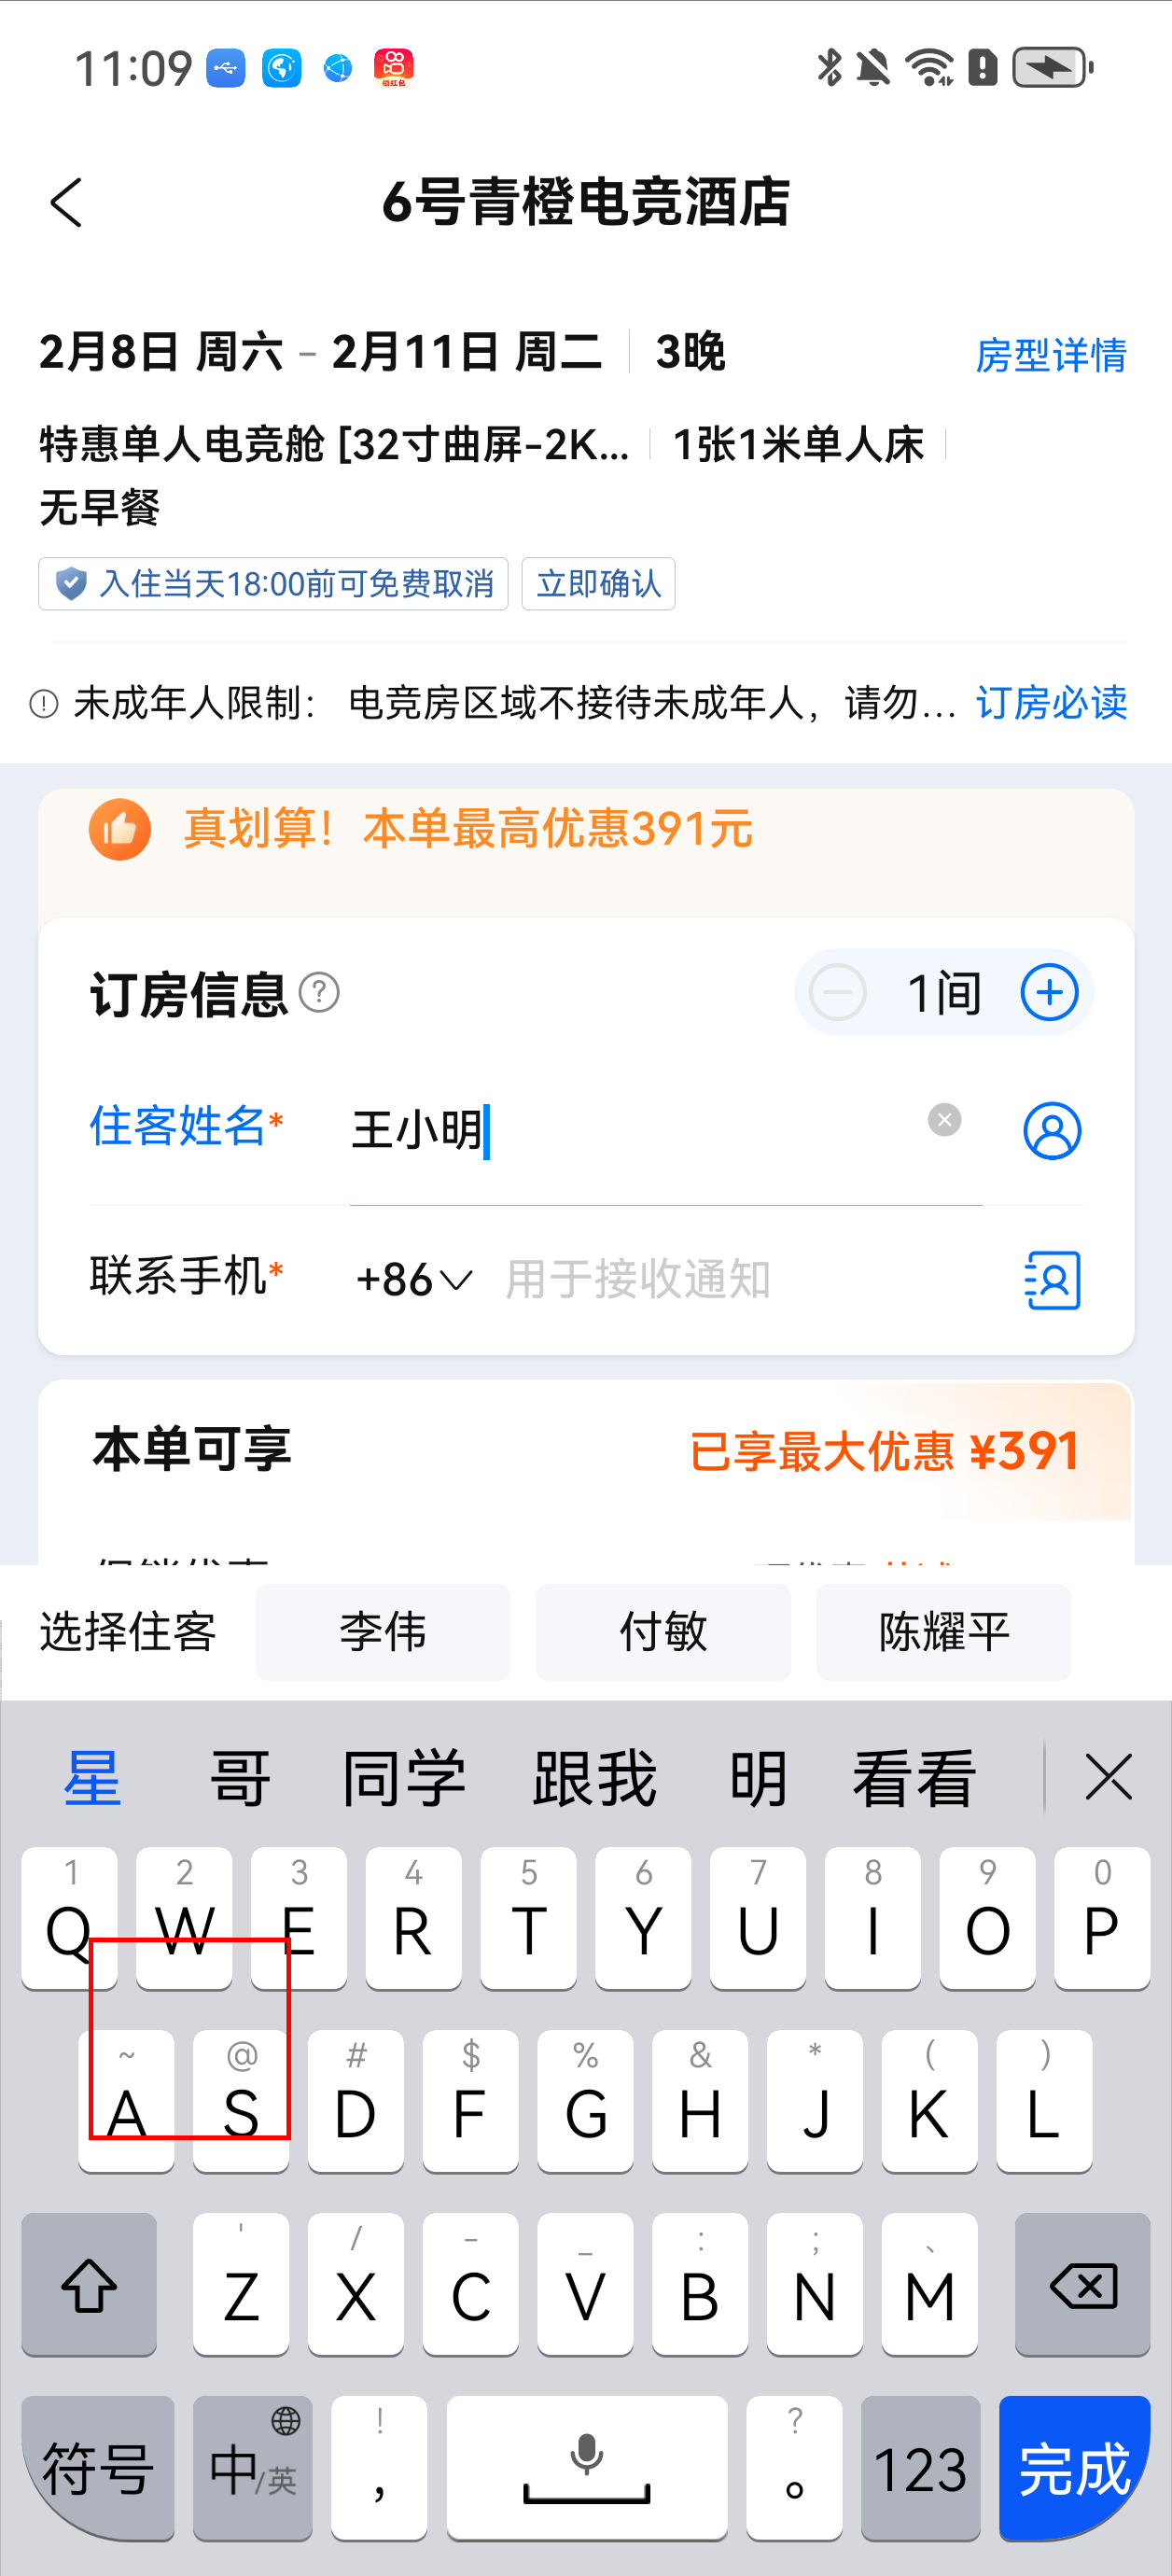 11:09
领红包
6号青橙电竞酒店
2月8日 周六 - 2月11日 周二 3晚 房型详情
特惠单人电竞舱 [32寸曲屏-2K... 1张1米单人床
无早餐
入住当天18:00前可免费取消 立即确认
未成年人限制： 电竞房区域不接待未成年人，请勿... 订房必读
真划算！本单最高优惠391元
订房信息 ? 1间
住客姓名* 王小明
联系手机* +86 用于接收通知
本单可享 已享最大优惠 ¥391
选择住客 李伟 付敏 陈耀平
星 哥 同学 跟我 明 看看
1 2 3 4 5 6 7 8 9 0
Q W E R T Y U I O P
~ @ # $ % & * ( )
A S D F G H J K L
' / - _ : ; 、
Z X C V B N M
! ?
符号 中/英 ， 。 123 完成